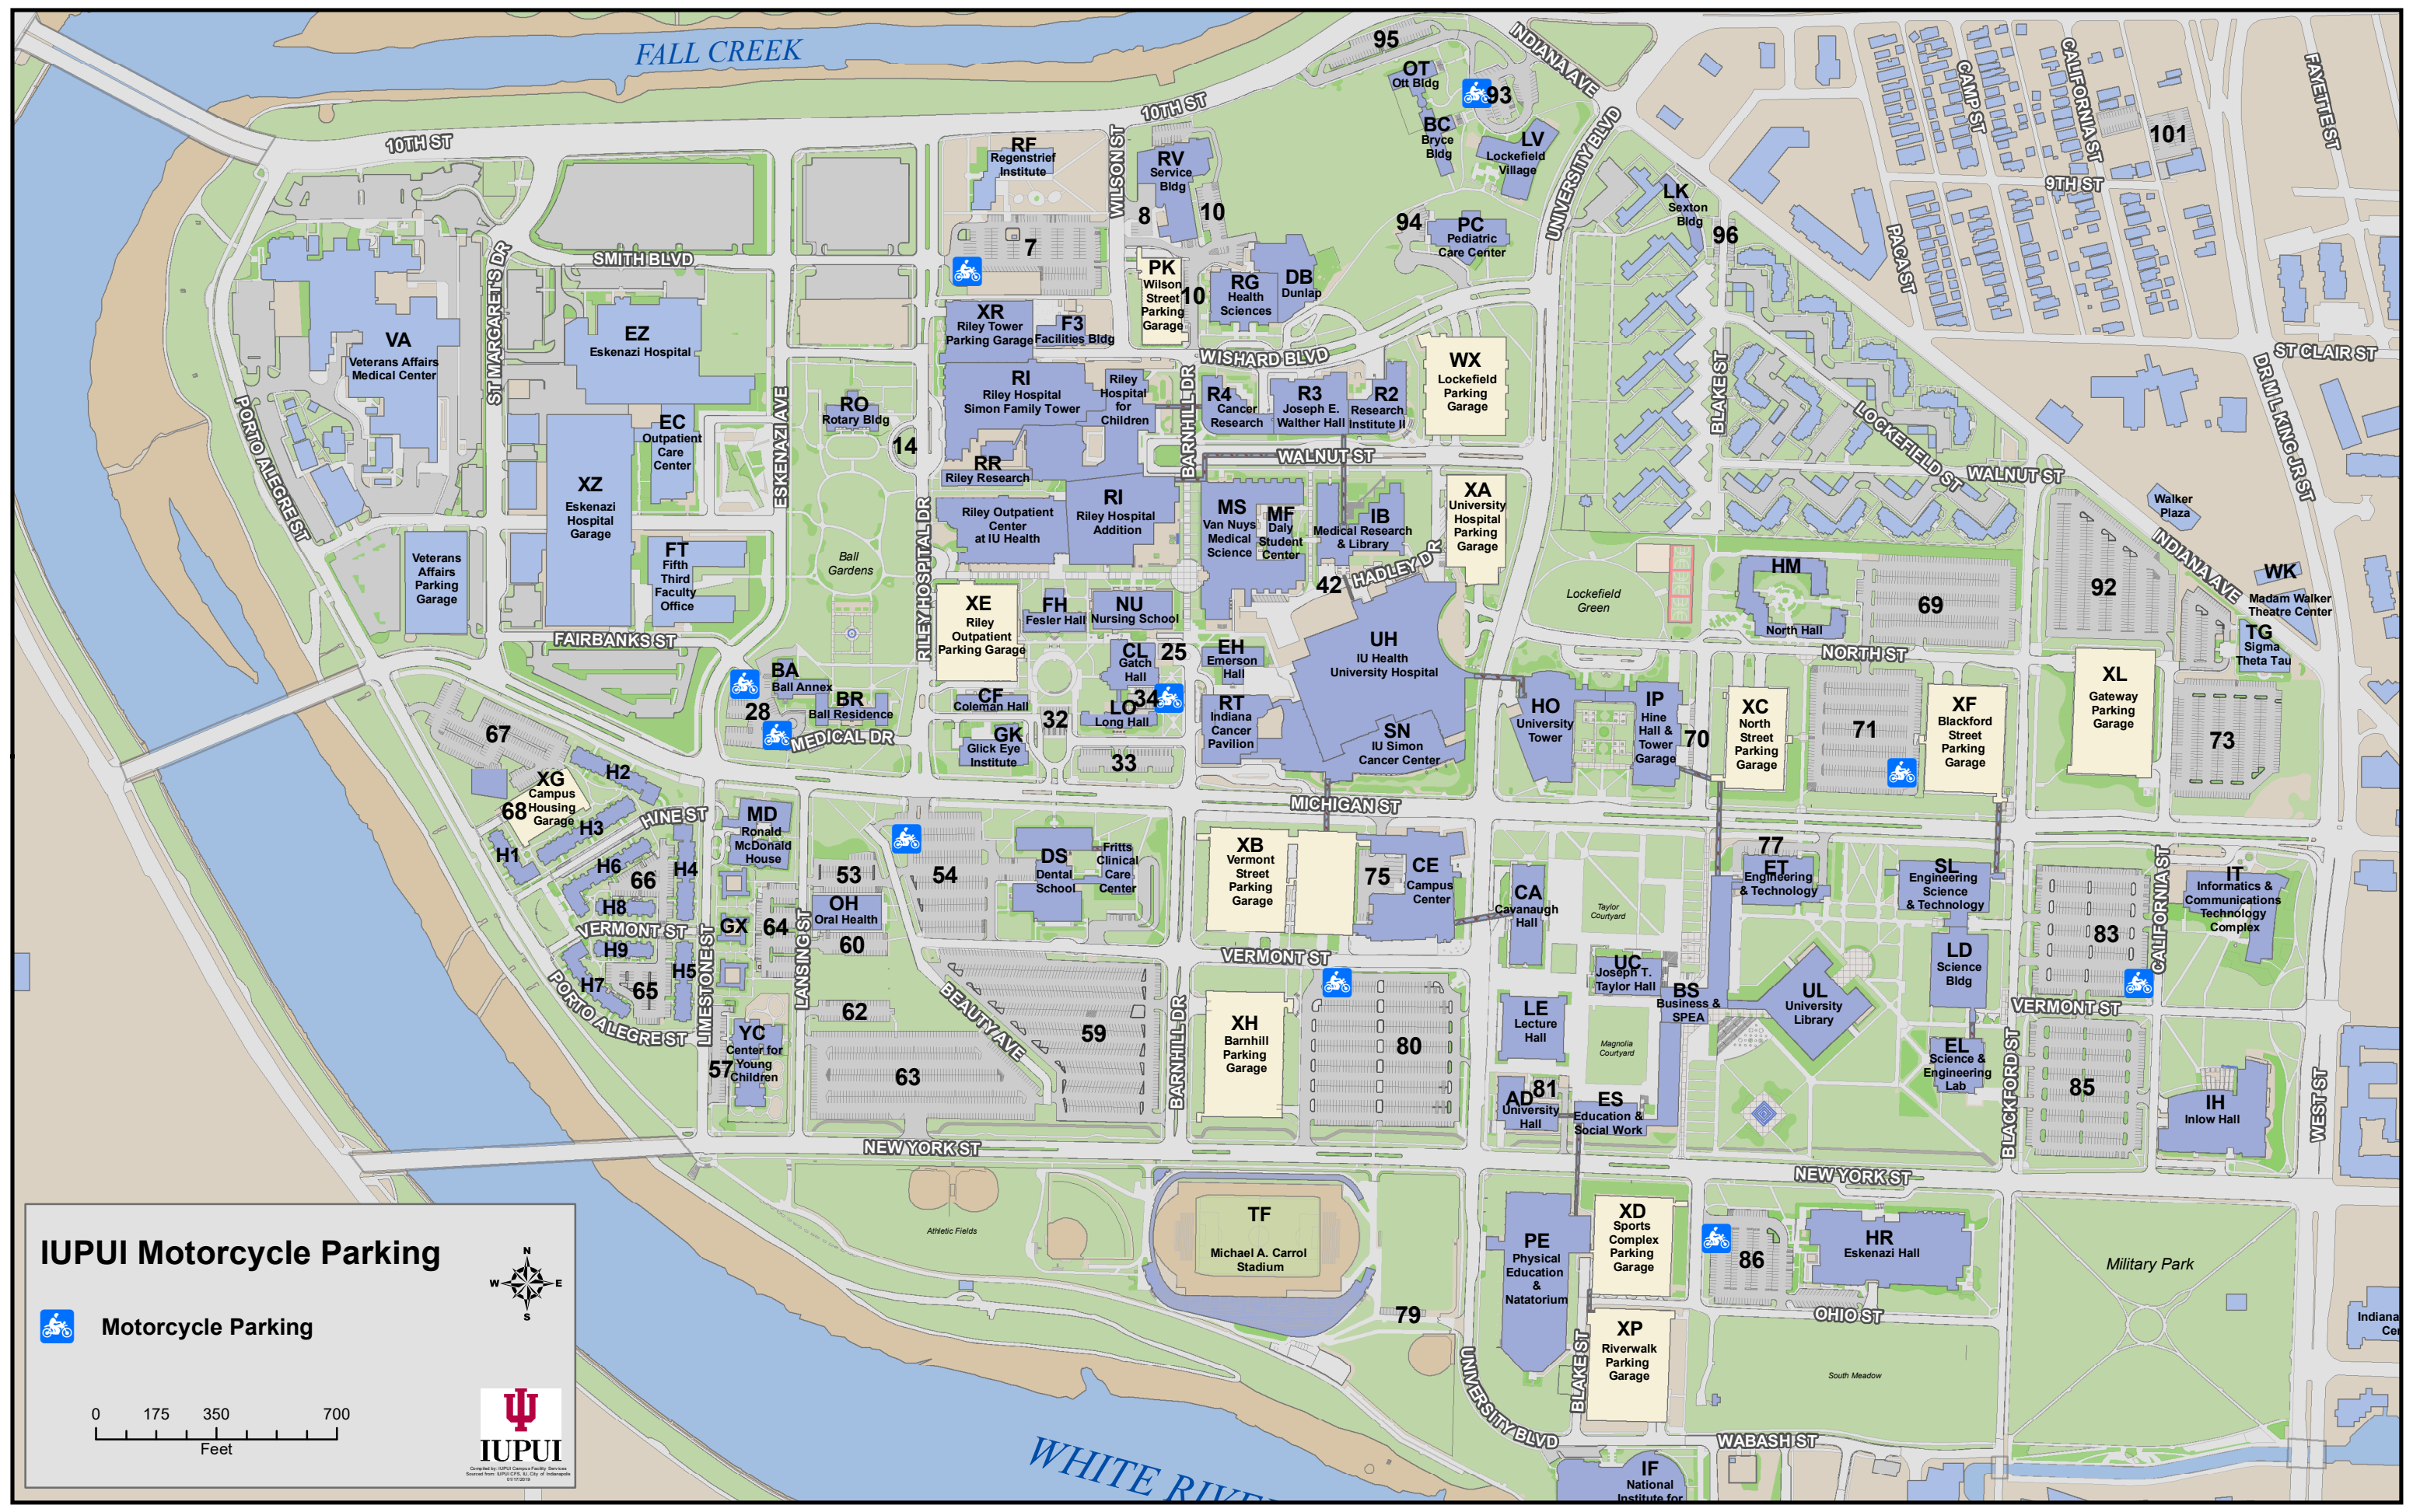 FALL CREEK
10TH ST
10TH ST
WILSON ST
INDIANA AVE
UNIVERSITY BLVD
CAMP ST
CALIFORNIA ST
FAYETTE ST
9TH ST
PACA ST
ST CLAIR ST
DR M L KING JR ST
95
OT
Ott Bldg
93
BC
Bryce
Bldg
LV
Lockefield
Village
101
RF
Regenstrief
Institute
RV
Service
Bldg
8
10
7
94
PC
Pediatric
Care Center
LK
Sexton
Bldg
96
SMITH BLVD
ST MARGARET'S DR
PK
Wilson
Street
Parking
Garage
10
RG
Health
Sciences
DB
Dunlap
VA
Veterans Affairs
Medical Center
EZ
Eskenazi Hospital
XR
Riley Tower
Parking Garage
F3
Facilities Bldg
WISHARD BLVD
WX
Lockefield
Parking
Garage
BLAKE ST
LOCKEFIELD ST
WALNUT ST
PORTO ALEGRE ST
ESKENAZI AVE
RO
Rotary Bldg
14
RI
Riley Hospital
Simon Family Tower
Riley
Hospital
for
Children
BARNHILL DR
R4
Cancer
Research
R3
Joseph E.
Walther Hall
R2
Research
Institute II
WALNUT ST
EC
Outpatient
Care
Center
XZ
Eskenazi
Hospital
Garage
RR
Riley Research
Riley Outpatient
Center
at IU Health
RI
Riley Hospital
Addition
MS
Van Nuys
Medical
Science
MF
Daly
Student
Center
IB
Medical Research
& Library
XA
University
Hospital
Parking
Garage
Walker
Plaza
INDIANA AVE
Veterans
Affairs
Parking
Garage
FT
Fifth
Third
Faculty
Office
Ball
Gardens
RILEY HOSPITAL DR
42
HADLEY DR
Lockefield
Green
HM
North Hall
69
92
WK
Madam Walker
Theatre Center
TG
Sigma
Theta Tau
FAIRBANKS ST
XE
Riley
Outpatient
Parking Garage
FH
Fesler Hall
NU
Nursing School
CL
Gatch
Hall
25
EH
Emerson
Hall
UH
IU Health
University Hospital
NORTH ST
BA
Ball Annex
BR
Ball Residence
28
MEDICAL DR
CF
Coleman Hall
34
LO
Long Hall
32
GK
Glick Eye
Institute
33
RT
Indiana
Cancer
Pavilion
SN
IU Simon
Cancer Center
HO
University
Tower
IP
Hine
Hall &
Tower
Garage
70
XC
North
Street
Parking
Garage
71
XF
Blackford
Street
Parking
Garage
XL
Gateway
Parking
Garage
73
67
XG
Campus
Housing
Garage
68
H2
H3
H1
HINE ST
MICHIGAN ST
MD
Ronald
McDonald
House
H6
66
H4
H8
VERMONT ST
H9
H7
65
H5
PORTO ALEGRE ST
LIMESTONE ST
GX
64
LANSING ST
53
OH
Oral Health
60
62
54
DS
Dental
School
Fritts
Clinical
Care
Center
XB
Vermont
Street
Parking
Garage
75
CE
Campus
Center
CA
Cavanaugh
Hall
Taylor
Courtyard
77
ET
Engineering
& Technology
SL
Engineering
Science
& Technology
83
CALIFORNIA ST
IT
Informatics &
Communications
Technology
Complex
VERMONT ST
BEAUTY AVE
59
BARNHILL DR
XH
Barnhill
Parking
Garage
80
UC
Joseph T.
Taylor Hall
BS
Business &
SPEA
UL
University
Library
LD
Science
Bldg
VERMONT ST
LE
Lecture
Hall
Magnolia
Courtyard
EL
Science &
Engineering
Lab
BLACKFORD ST
85
IH
Inlow Hall
WEST ST
YC
Center for
Young
Children
57
63
AD
University
Hall
81
ES
Education &
Social Work
NEW YORK ST
NEW YORK ST
Athletic Fields
TF
Michael A. Carrol
Stadium
79
PE
Physical
Education
&
Natatorium
XD
Sports
Complex
Parking
Garage
86
HR
Eskenazi Hall
Military Park
OHIO ST
XP
Riverwalk
Parking
Garage
South Meadow
UNIVERSITY BLVD
BLAKE ST
WABASH ST
IF
National
Institute for
Indiana
WHITE RIVER
IUPUI Motorcycle Parking
N
W E
S
Motorcycle Parking
0 175 350 700
Feet
IUPUI
Compiled by: IUPUI Campus Facility Services